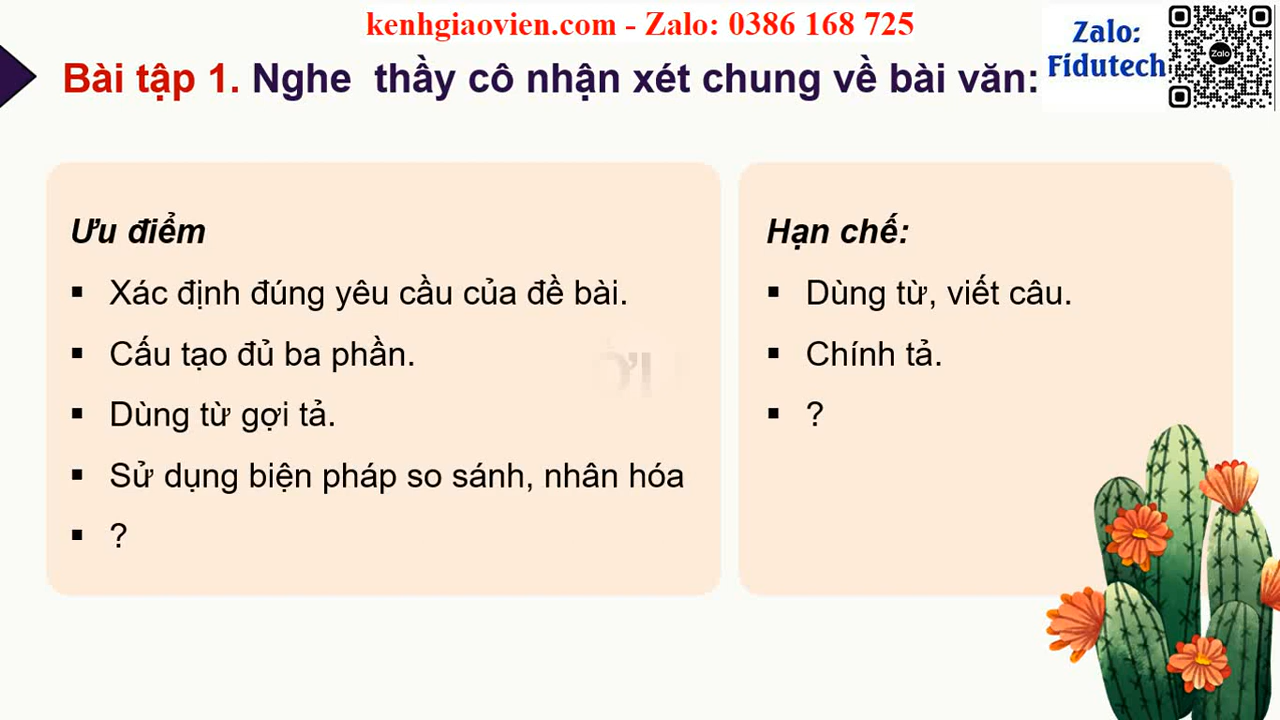 kenhgiaovien.com - Zalo: 0386 168 725
Zalo:
Fidutech
Zalo
Bài tập 1. Nghe thầy cô nhận xét chung về bài văn:
Ưu điểm
▪ Xác định đúng yêu cầu của đề bài.
▪ Cấu tạo đủ ba phần.
▪ Dùng từ gợi tả.
▪ Sử dụng biện pháp so sánh, nhân hóa
▪ ?
Hạn chế:
▪ Dùng từ, viết câu.
▪ Chính tả.
▪ ?